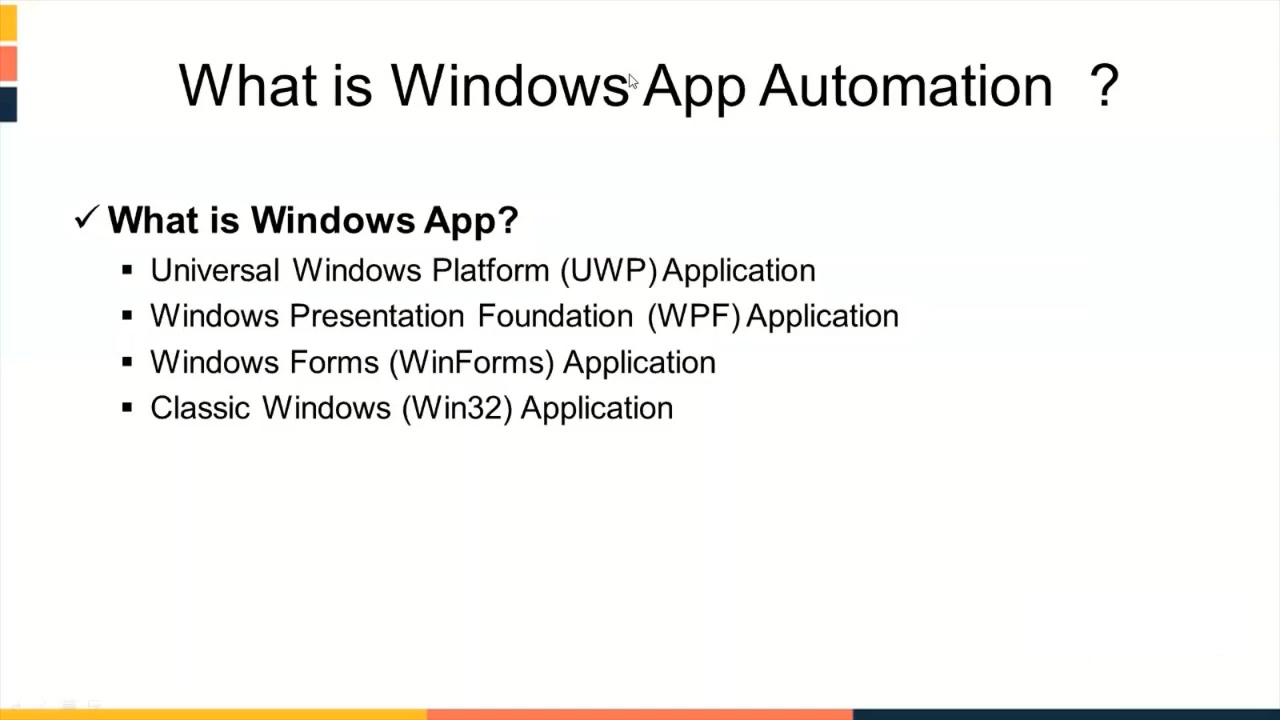 What is Windows App Automation ?
What is Windows App?
Universal Windows Platform (UWP) Application
Windows Presentation Foundation (WPF) Application
Windows Forms (WinForms) Application
Classic Windows (Win32) Application